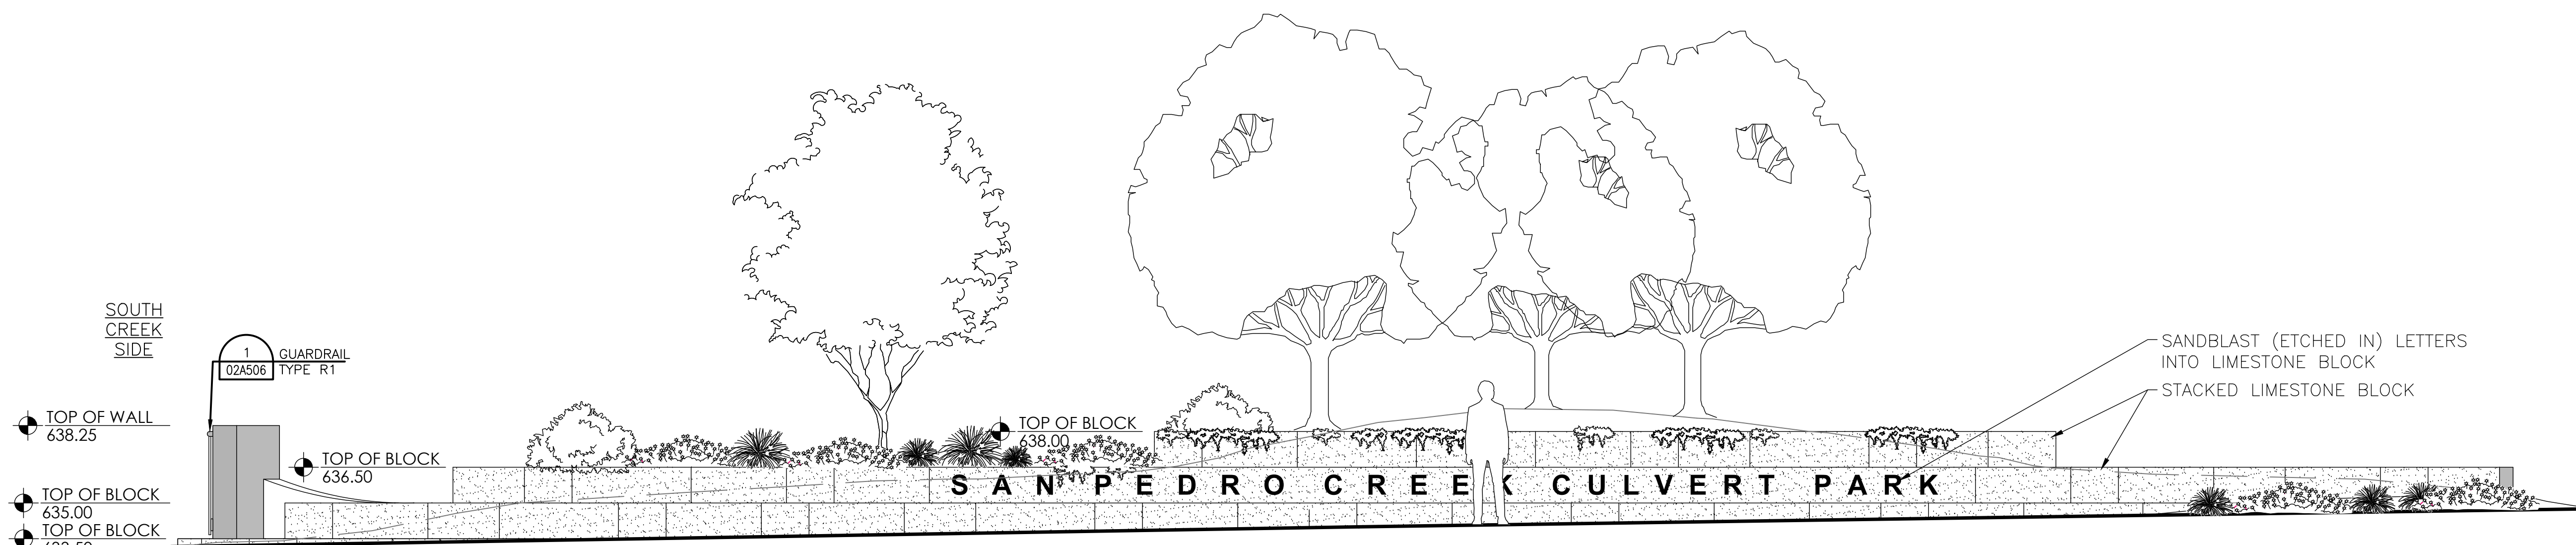 SOUTH
CREEK
SIDE
1
02A506
GUARDRAIL
TYPE R1
TOP OF WALL
638.25
TOP OF BLOCK
638.00
TOP OF BLOCK
636.50
TOP OF BLOCK
635.00
TOP OF BLOCK
SAN PEDRO CREEK CULVERT PARK
SANDBLAST (ETCHED IN) LETTERS
INTO LIMESTONE BLOCK
STACKED LIMESTONE BLOCK